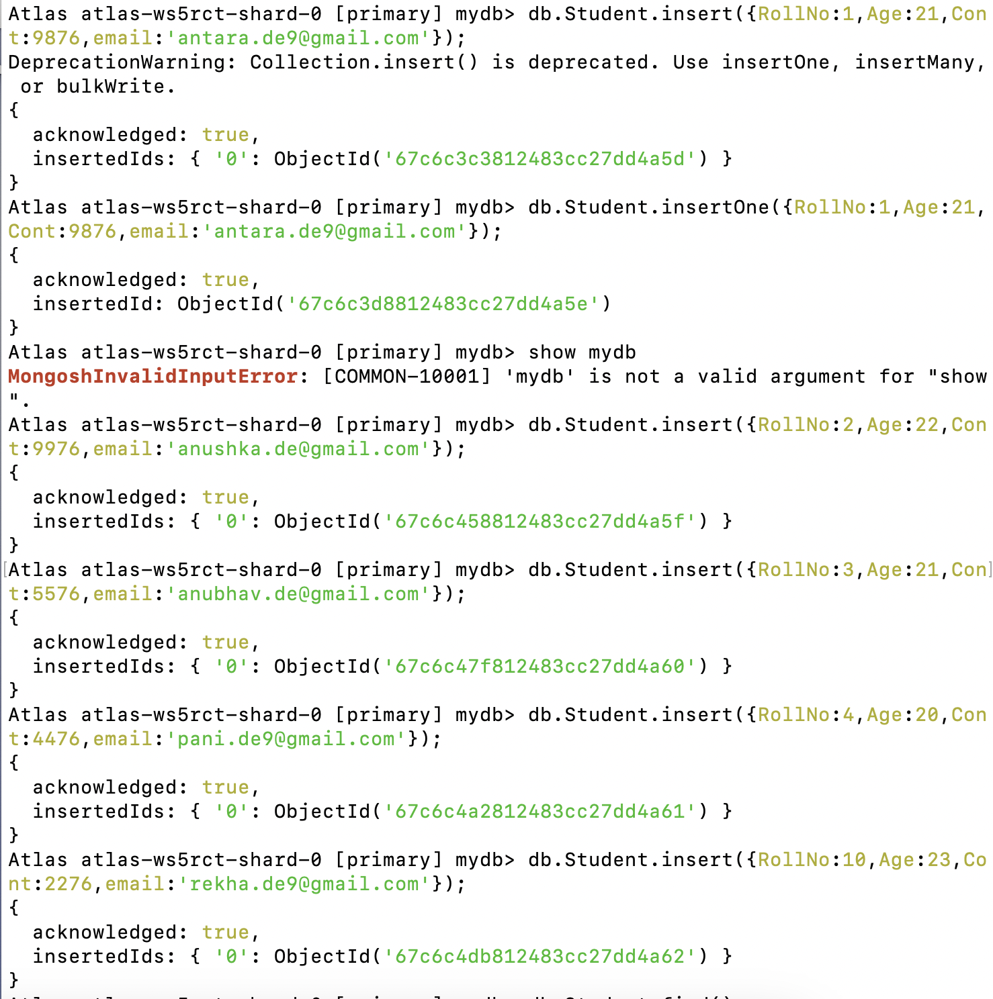 Atlas atlas-ws5rct-shard-0 [primary] mydb> db.Student.insert({RollNo:1,Age:21,Con
t:9876,email:'antara.de9@gmail.com'});
DeprecationWarning: Collection.insert() is deprecated. Use insertOne, insertMany,
 or bulkWrite.
{
  acknowledged: true,
  insertedIds: { '0': ObjectId('67c6c3c3812483cc27dd4a5d') }
}
Atlas atlas-ws5rct-shard-0 [primary] mydb> db.Student.insertOne({RollNo:1,Age:21,
Cont:9876,email:'antara.de9@gmail.com'});
{
  acknowledged: true,
  insertedId: ObjectId('67c6c3d8812483cc27dd4a5e')
}
Atlas atlas-ws5rct-shard-0 [primary] mydb> show mydb
MongoshInvalidInputError: [COMMON-10001] 'mydb' is not a valid argument for "show
".
Atlas atlas-ws5rct-shard-0 [primary] mydb> db.Student.insert({RollNo:2,Age:22,Con
t:9976,email:'anushka.de@gmail.com'});
{
  acknowledged: true,
  insertedIds: { '0': ObjectId('67c6c458812483cc27dd4a5f') }
}
[Atlas atlas-ws5rct-shard-0 [primary] mydb> db.Student.insert({RollNo:3,Age:21,Con]
t:5576,email:'anubhav.de@gmail.com'});
{
  acknowledged: true,
  insertedIds: { '0': ObjectId('67c6c47f812483cc27dd4a60') }
}
Atlas atlas-ws5rct-shard-0 [primary] mydb> db.Student.insert({RollNo:4,Age:20,Con
t:4476,email:'pani.de9@gmail.com'});
{
  acknowledged: true,
  insertedIds: { '0': ObjectId('67c6c4a2812483cc27dd4a61') }
}
Atlas atlas-ws5rct-shard-0 [primary] mydb> db.Student.insert({RollNo:10,Age:23,Co
nt:2276,email:'rekha.de9@gmail.com'});
{
  acknowledged: true,
  insertedIds: { '0': ObjectId('67c6c4db812483cc27dd4a62') }
}